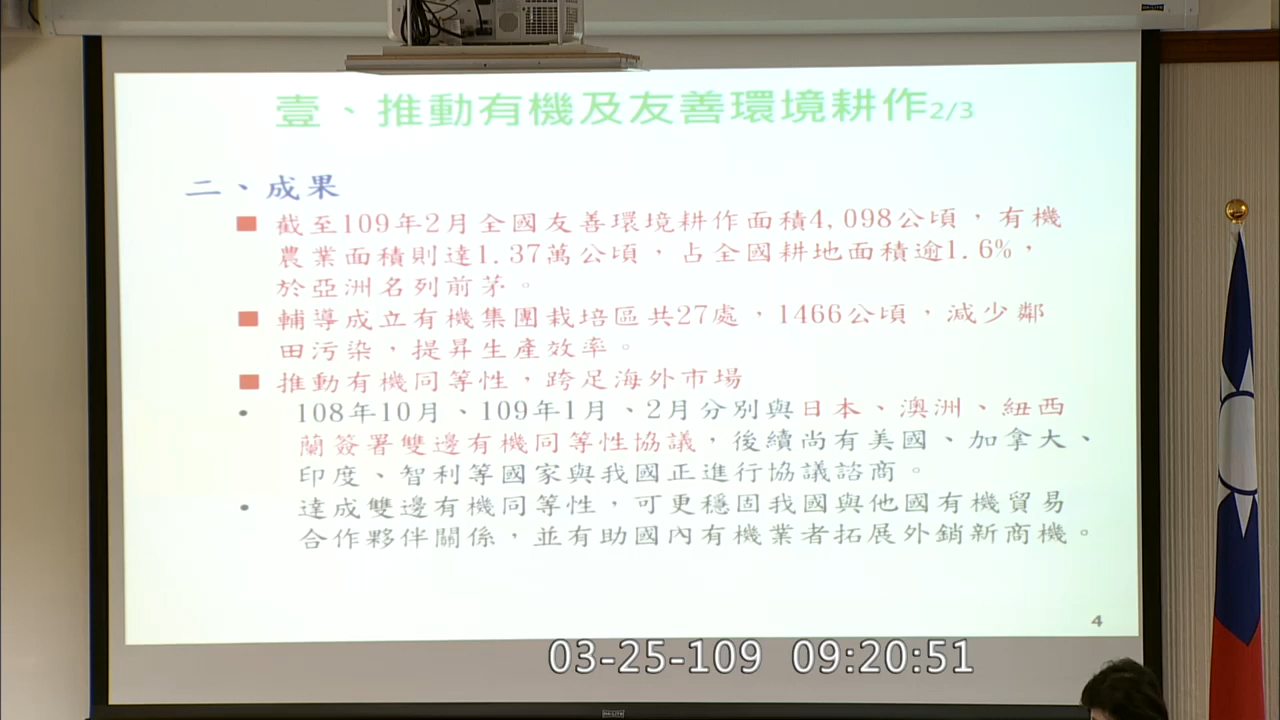 壹、推動有機及友善環境耕作2/3
二、成果
截至109年2月全國友善環境耕作面積4,098公頃，有機
農業面積則達1.37萬公頃，占全國耕地面積逾1.6%，
於亞洲名列前茅。
輔導成立有機集團栽培區共27處，1466公頃，減少鄰
田污染，提昇生產效率。
推動有機同等性，跨足海外市場
• 108年10月、109年1月、2月分別與日本、澳洲、紐西
蘭簽署雙邊有機同等性協議，後續尚有美國、加拿大、
印度、智利等國家與我國正進行協議諮商。
• 達成雙邊有機同等性，可更穩固我國與他國有機貿易
合作夥伴關係，並有助國內有機業者拓展外銷新商機。
4
03-25-109 09:20:51